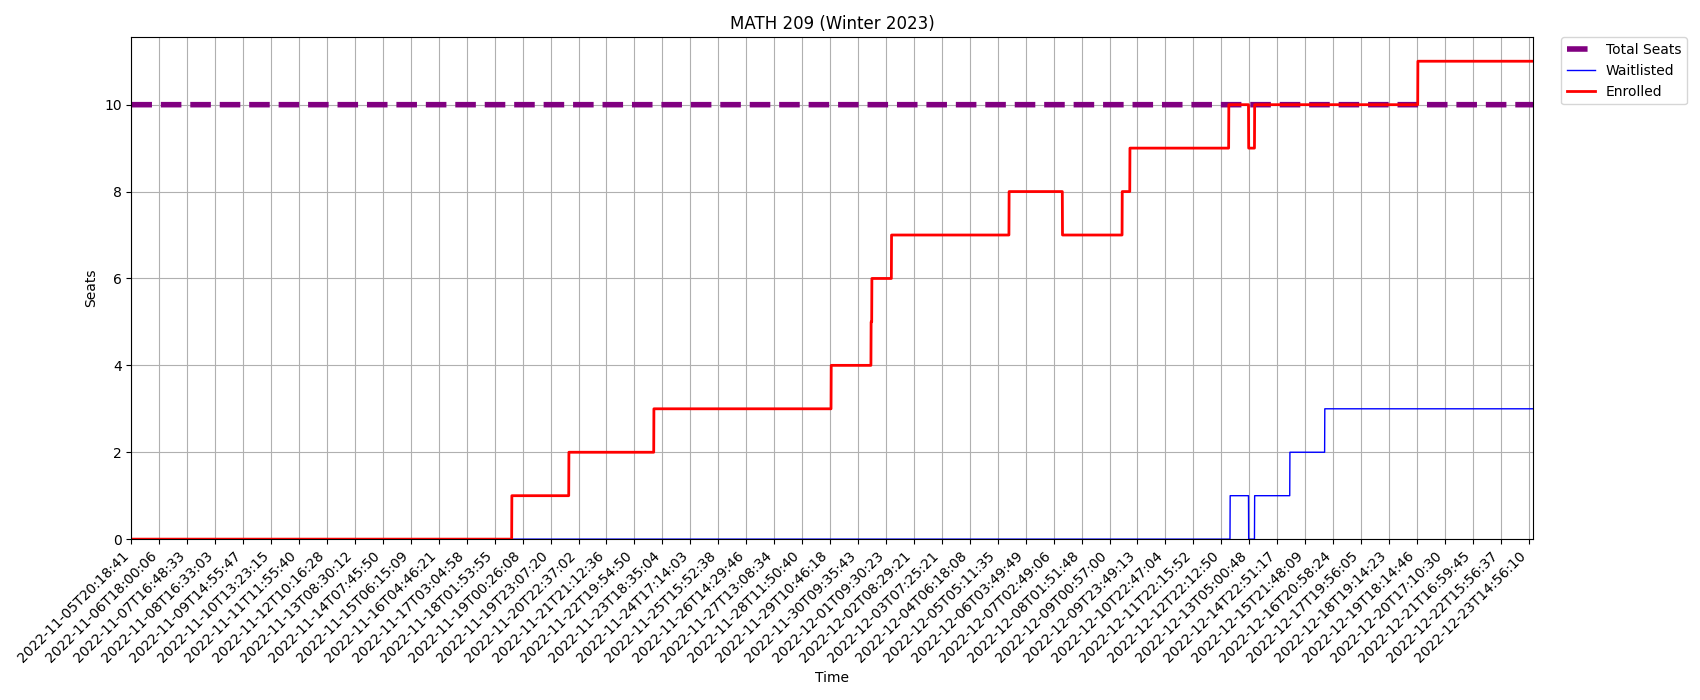 MATH 209 (Winter 2023)
Total Seats
Waitlisted
Enrolled
Seats
10
8
6
4
2
0
2022-11-05T20:18:41
2022-11-06T18:00:06
2022-11-07T16:48:33
2022-11-08T16:33:03
2022-11-09T14:55:47
2022-11-10T13:23:15
2022-11-11T11:55:40
2022-11-12T10:16:28
2022-11-13T08:30:12
2022-11-14T07:45:50
2022-11-15T06:15:09
2022-11-16T04:46:21
2022-11-17T03:04:58
2022-11-18T01:53:55
2022-11-19T00:26:08
2022-11-19T23:07:20
2022-11-20T22:37:02
2022-11-21T21:12:36
2022-11-22T19:54:50
2022-11-23T18:35:04
2022-11-24T17:14:03
2022-11-25T15:52:38
2022-11-26T14:29:46
2022-11-27T13:08:34
2022-11-28T11:50:40
2022-11-29T10:46:18
2022-11-30T09:35:43
2022-12-01T09:30:23
2022-12-02T08:29:21
2022-12-03T07:25:21
2022-12-04T06:18:08
2022-12-05T05:11:35
2022-12-06T03:49:49
2022-12-07T02:49:06
2022-12-08T01:51:48
2022-12-09T00:57:00
2022-12-09T23:49:13
2022-12-10T22:47:04
2022-12-11T22:15:52
2022-12-12T22:12:50
2022-12-13T05:00:48
2022-12-14T22:51:17
2022-12-15T21:48:09
2022-12-16T20:58:24
2022-12-17T19:56:05
2022-12-18T19:14:23
2022-12-19T18:14:46
2022-12-20T17:10:30
2022-12-21T16:59:45
2022-12-22T15:56:37
2022-12-23T14:56:10
Time